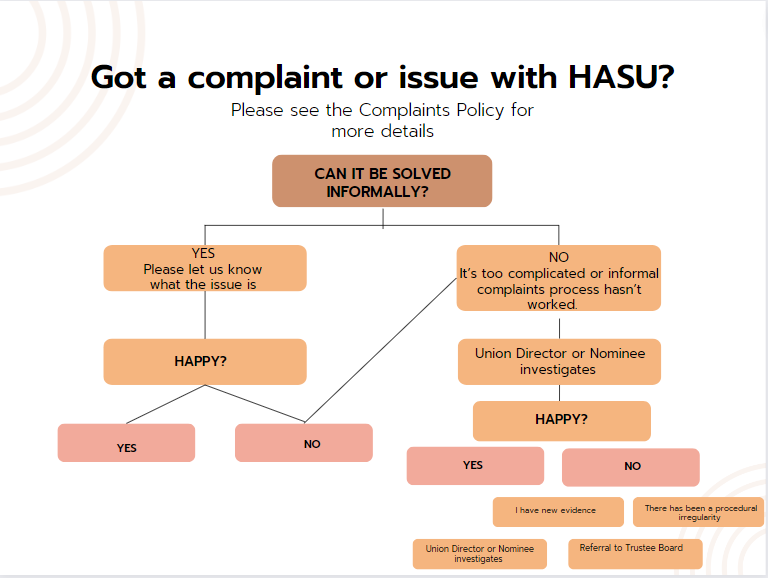 Got a complaint or issue with HASU?
Please see the Complaints Policy for
more details
CAN IT BE SOLVED
INFORMALLY?
YES
Please let us know
what the issue is
NO
It’s too complicated or informal
complaints process hasn’t
worked.
HAPPY?
Union Director or Nominee
investigates
HAPPY?
YES
NO
YES
NO
I have new evidence
There has been a procedural
irregularity
Union Director or Nominee
investigates
Referral to Trustee Board